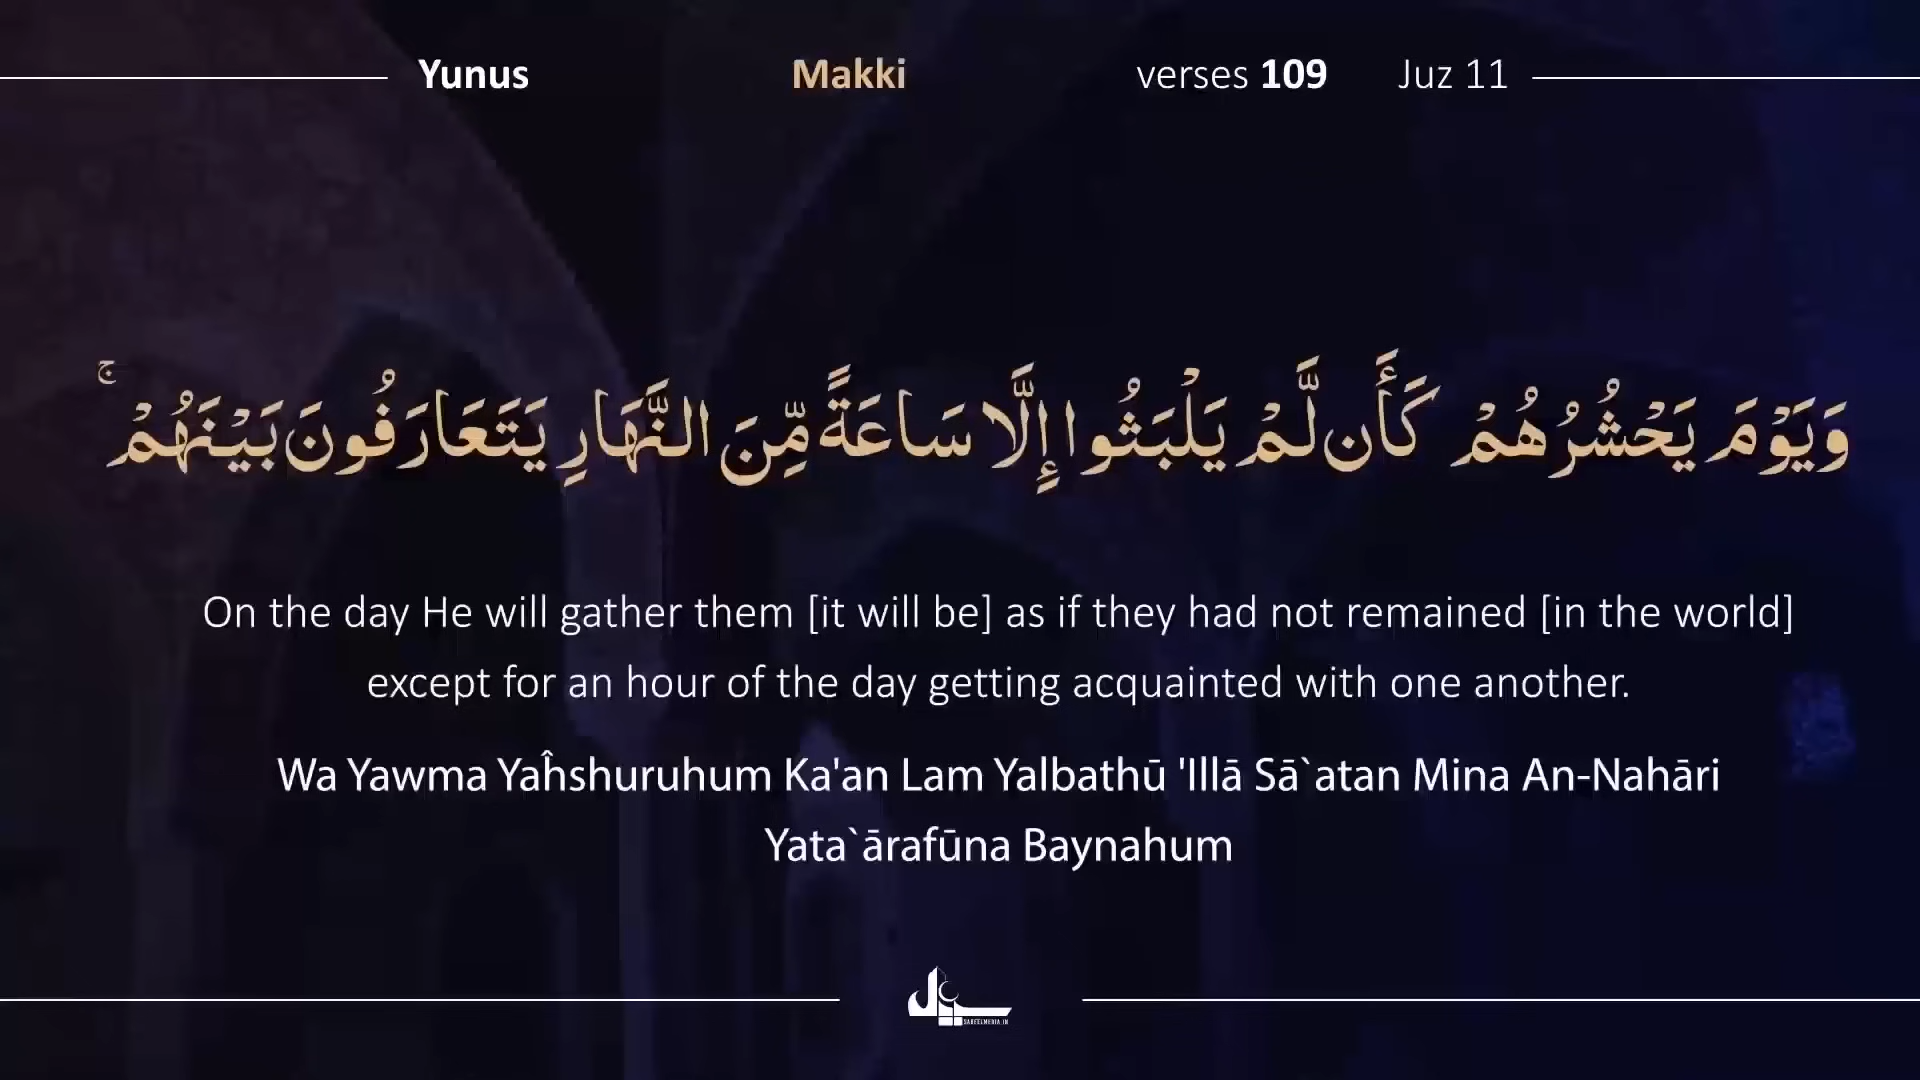 Yunus Makki verses 109 Juz 11
وَيَوْمَ يَحْشُرُهُمْ كَأَن لَّمْ يَلْبَثُوْا إِلَّا سَاعَةً مِّنَ النَّهَارِ يَتَعَارَفُونَ بَيْنَهُمْ ۚ
On the day He will gather them [it will be] as if they had not remained [in the world]
except for an hour of the day getting acquainted with one another.
Wa Yawma Yaĥshuruhum Ka'an Lam Yalbathū 'Illā Sā`atan Mina An-Nahāri
Yata`ārafūna Baynahum
SABEELMEDIA.IN